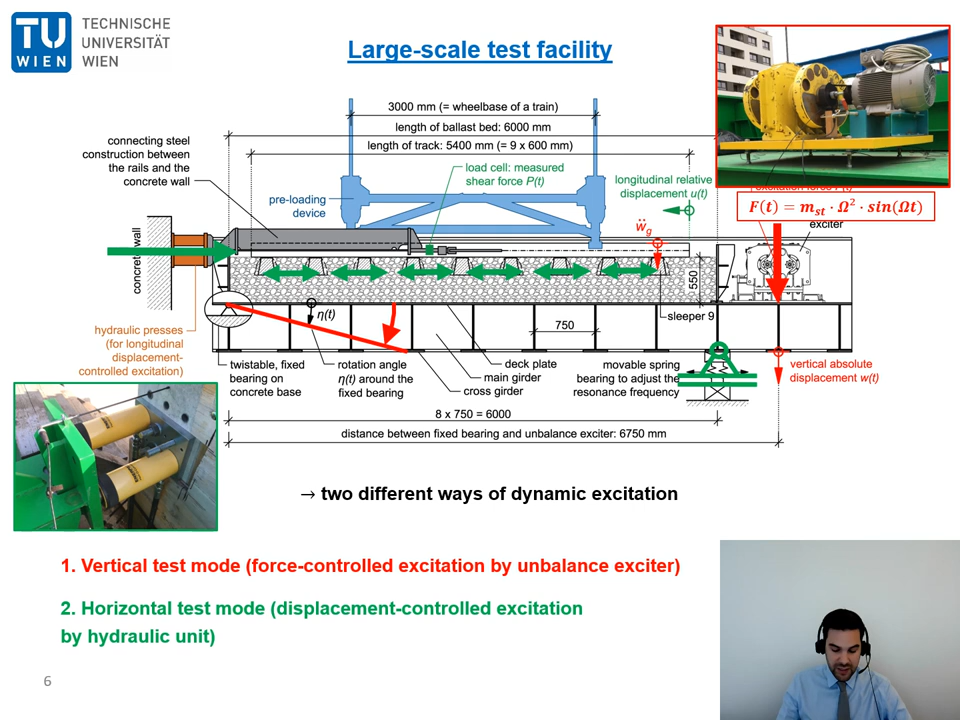 TU
WIEN
TECHNISCHE
UNIVERSITÄT
WIEN
Large-scale test facility
3000 mm (= wheelbase of a train)
length of ballast bed: 6000 mm
length of track: 5400 mm (= 9 x 600 mm)
connecting steel
construction between
the rails and the
concrete wall
load cell: measured
shear force P(t)
longitudinal relative
displacement u(t)
pre-loading
device
F(t) = mst · Ω² · sin(Ωt)
exciter
ẅg
concrete wall
550
η(t)
sleeper 9
750
hydraulic presses
(for longitudinal
displacement-
controlled excitation)
twistable, fixed
bearing on
concrete base
rotation angle
η(t) around the
fixed bearing
deck plate
main girder
cross girder
movable spring
bearing to adjust the
resonance frequency
vertical absolute
displacement w(t)
8 x 750 = 6000
distance between fixed bearing and unbalance exciter: 6750 mm
→ two different ways of dynamic excitation
1. Vertical test mode (force-controlled excitation by unbalance exciter)
2. Horizontal test mode (displacement-controlled excitation
by hydraulic unit)
6